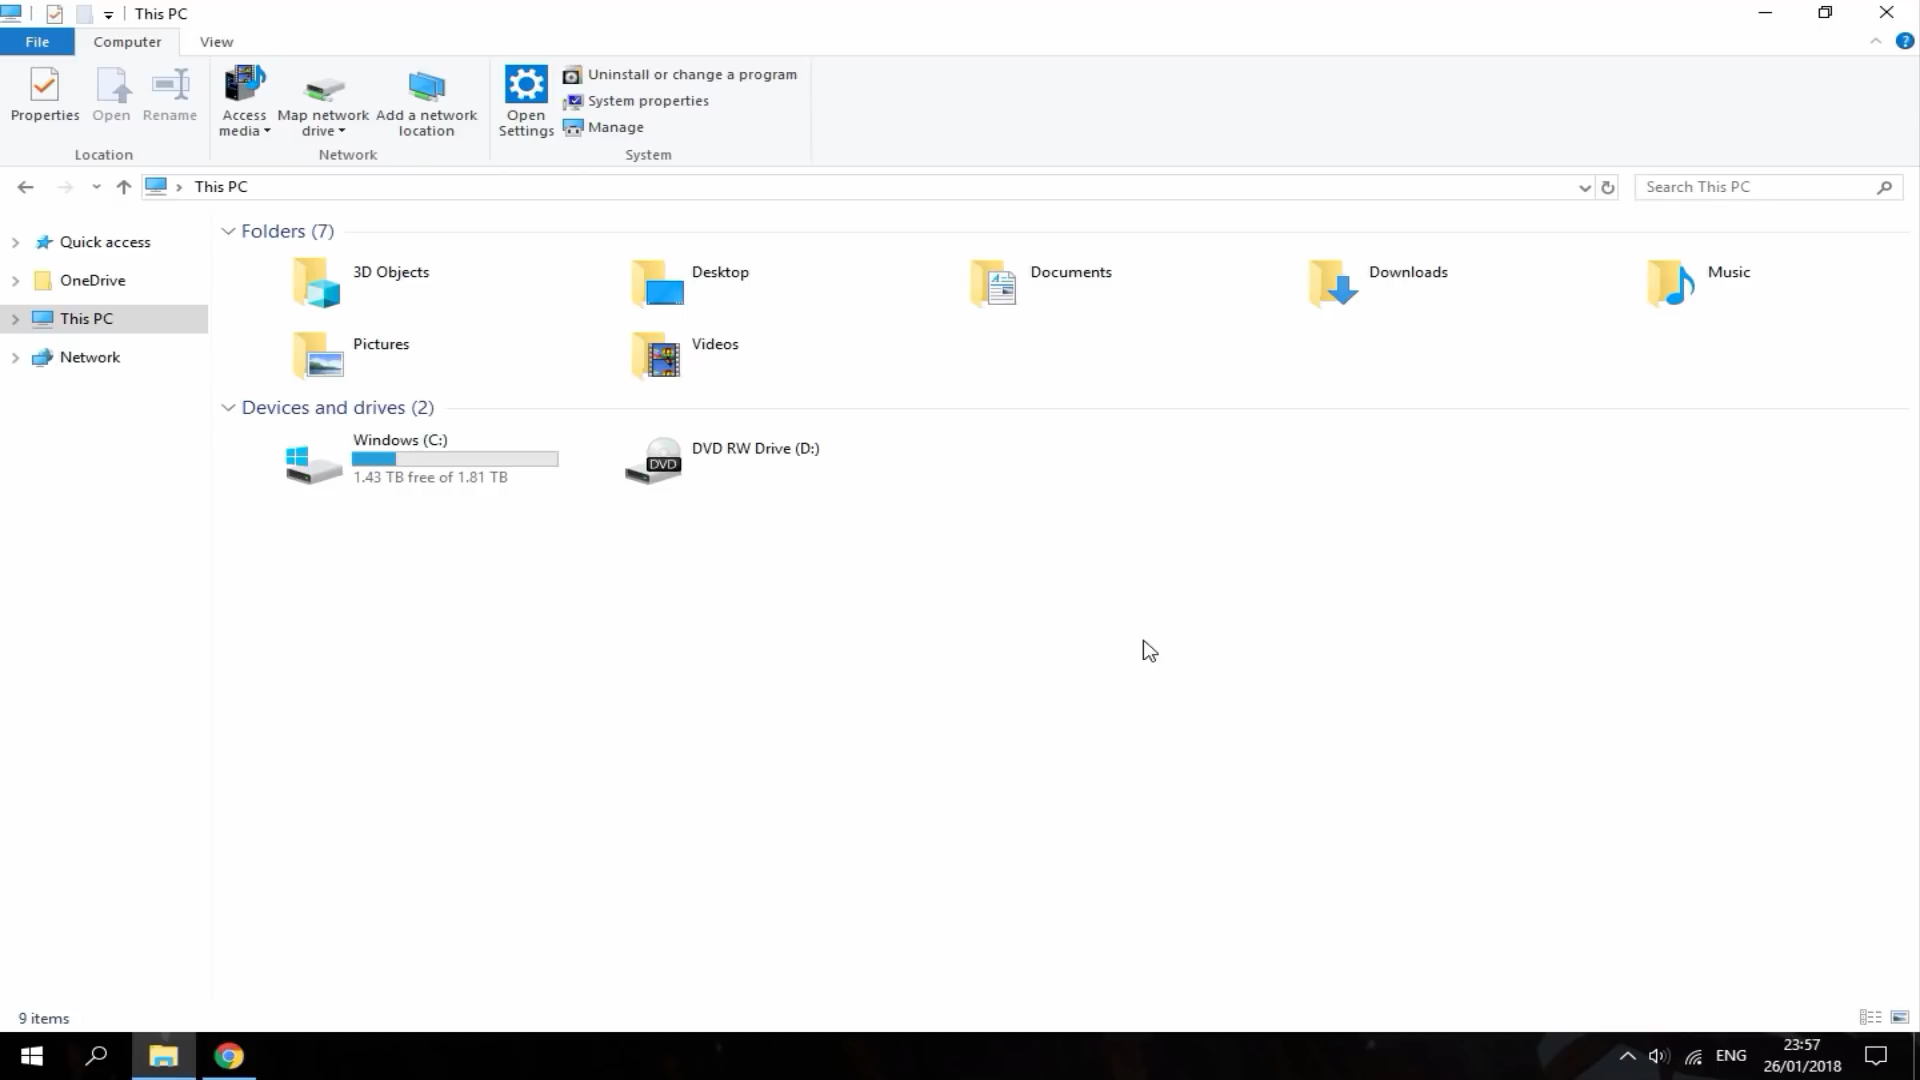 This PC
File Computer View
Properties Open Rename
Access media Map network drive Add a network location
Open Settings
Uninstall or change a program
System properties
Manage
Location Network System
This PC
Search This PC
Quick access
OneDrive
This PC
Network
Folders (7)
3D Objects Desktop Documents Downloads Music
Pictures Videos
Devices and drives (2)
Windows (C:)
1.43 TB free of 1.81 TB
DVD
DVD RW Drive (D:)
9 items
ENG
23:57
26/01/2018